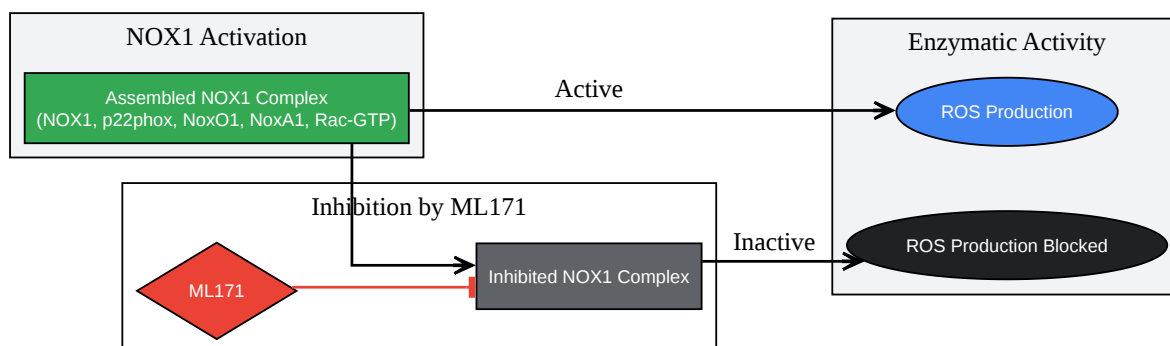 NOX1 Activation
Assembled NOX1 Complex
(NOX1, p22phox, NoxO1, NoxA1, Rac-GTP)
Active
Enzymatic Activity
ROS Production
Inhibition by ML171
ML171
Inhibited NOX1 Complex
Inactive
ROS Production Blocked